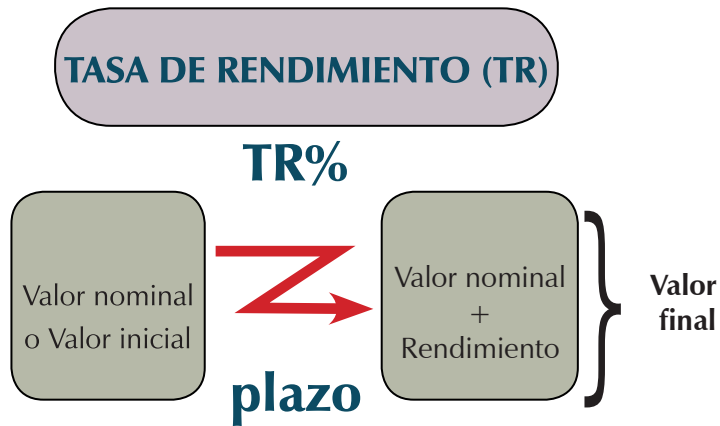 TASA DE RENDIMIENTO (TR)
TR%
Valor nominal
o Valor inicial
Valor nominal
+
Rendimiento
Valor
final
plazo